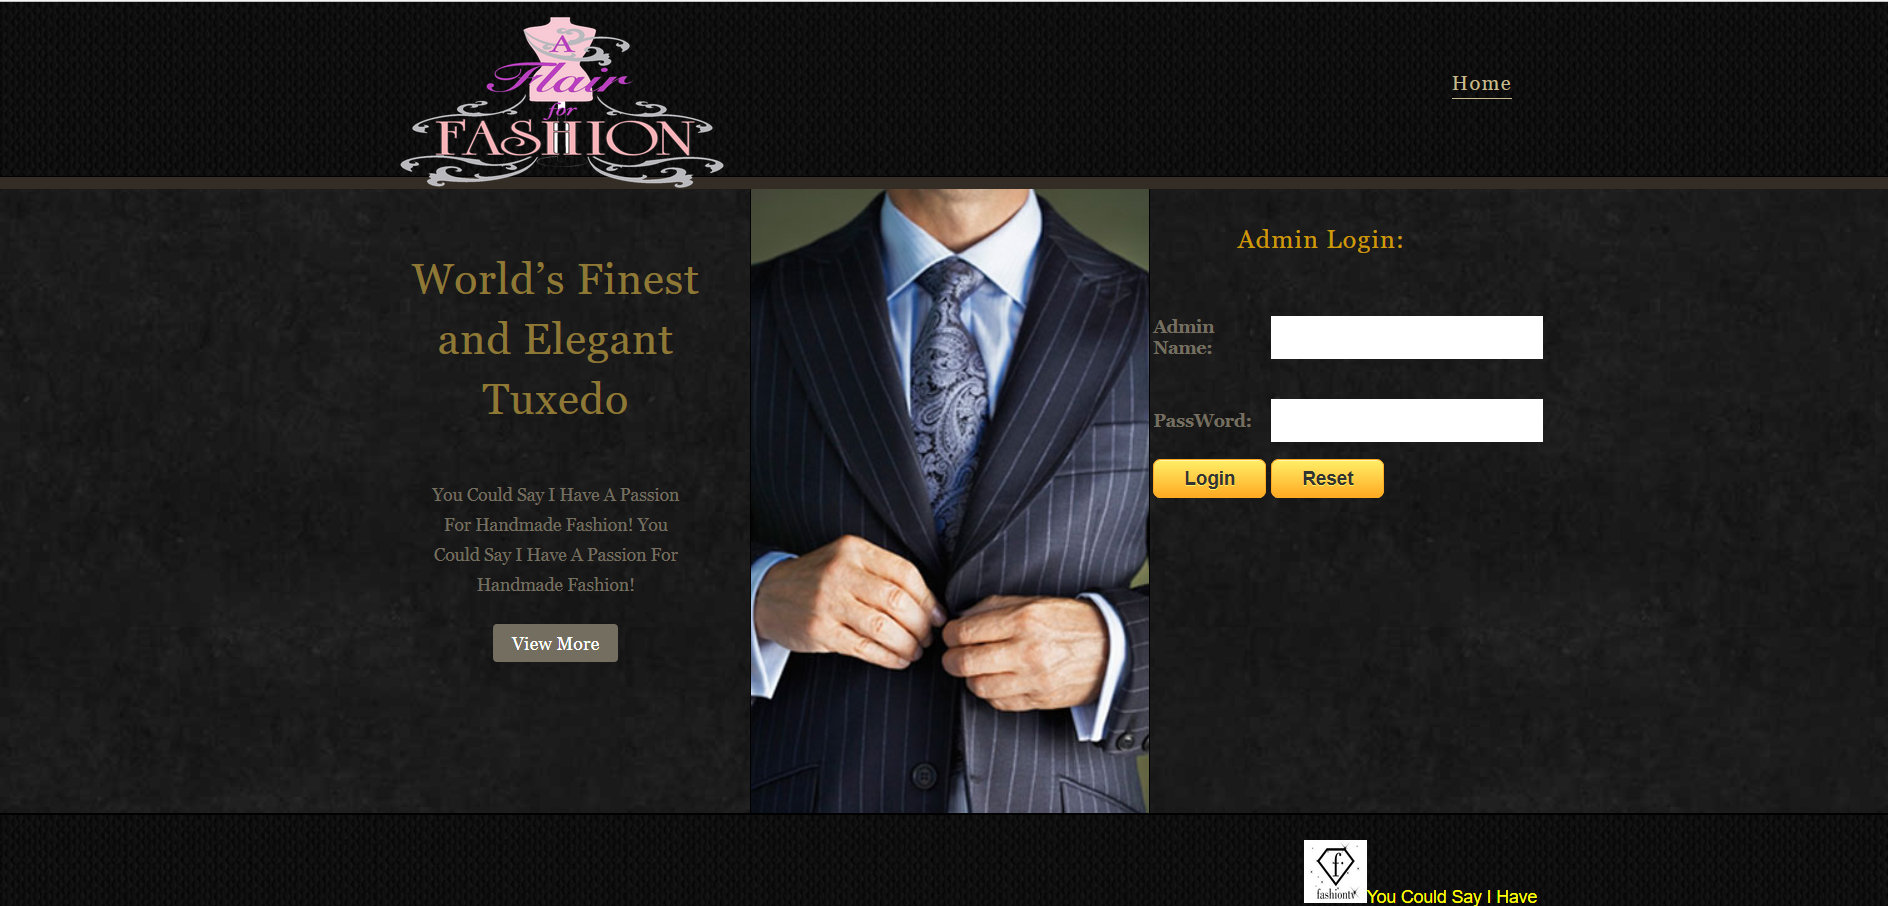 A
Flair
for
FASHION
Home
World’s Finest
and Elegant
Tuxedo
You Could Say I Have A Passion
For Handmade Fashion! You
Could Say I Have A Passion For
Handmade Fashion!
View More
Admin Login:
Admin
Name:
PassWord:
Login
Reset
f
fashiontv
You Could Say I Have